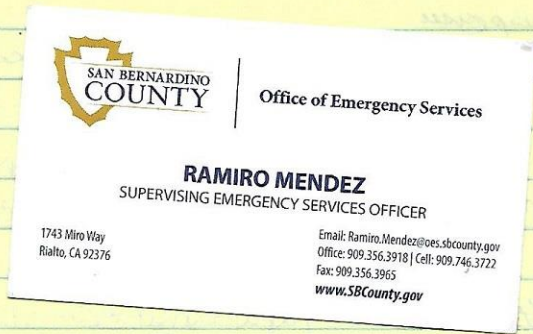 SAN BERNARDINO
COUNTY
Office of Emergency Services
RAMIRO MENDEZ
SUPERVISING EMERGENCY SERVICES OFFICER
1743 Miro Way
Rialto, CA 92376
Email: Ramiro.Mendez@oes.sbcounty.gov
Office: 909.356.3918 | Cell: 909.746.3722
Fax: 909.356.3965
www.SBCounty.gov